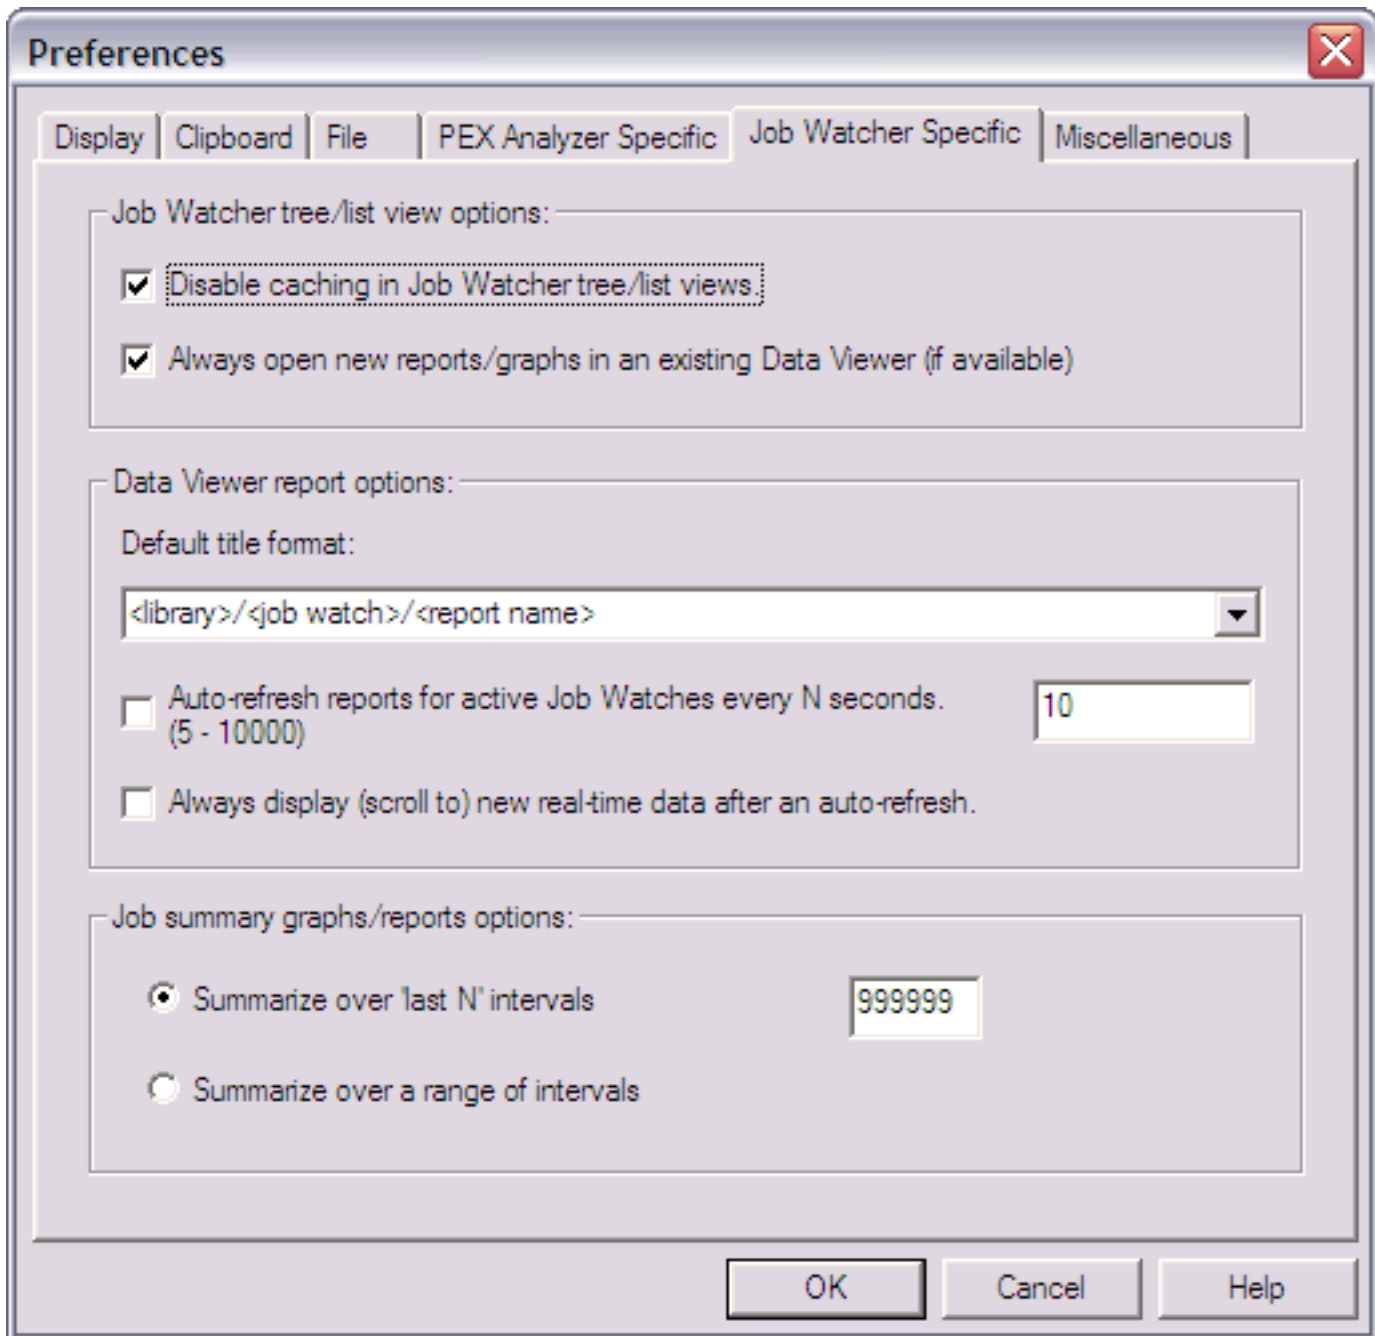 Preferences
Display Clipboard File PEX Analyzer Specific Job Watcher Specific Miscellaneous
Job Watcher tree/list view options:
Disable caching in Job Watcher tree/list views.
Always open new reports/graphs in an existing Data Viewer (if available)
Data Viewer report options:
Default title format:
<library>/<job watch>/<report name>
Auto-refresh reports for active Job Watches every N seconds. 10
(5 - 10000)
Always display (scroll to) new real-time data after an auto-refresh.
Job summary graphs/reports options:
Summarize over 'last N' intervals 999999
Summarize over a range of intervals
OK Cancel Help